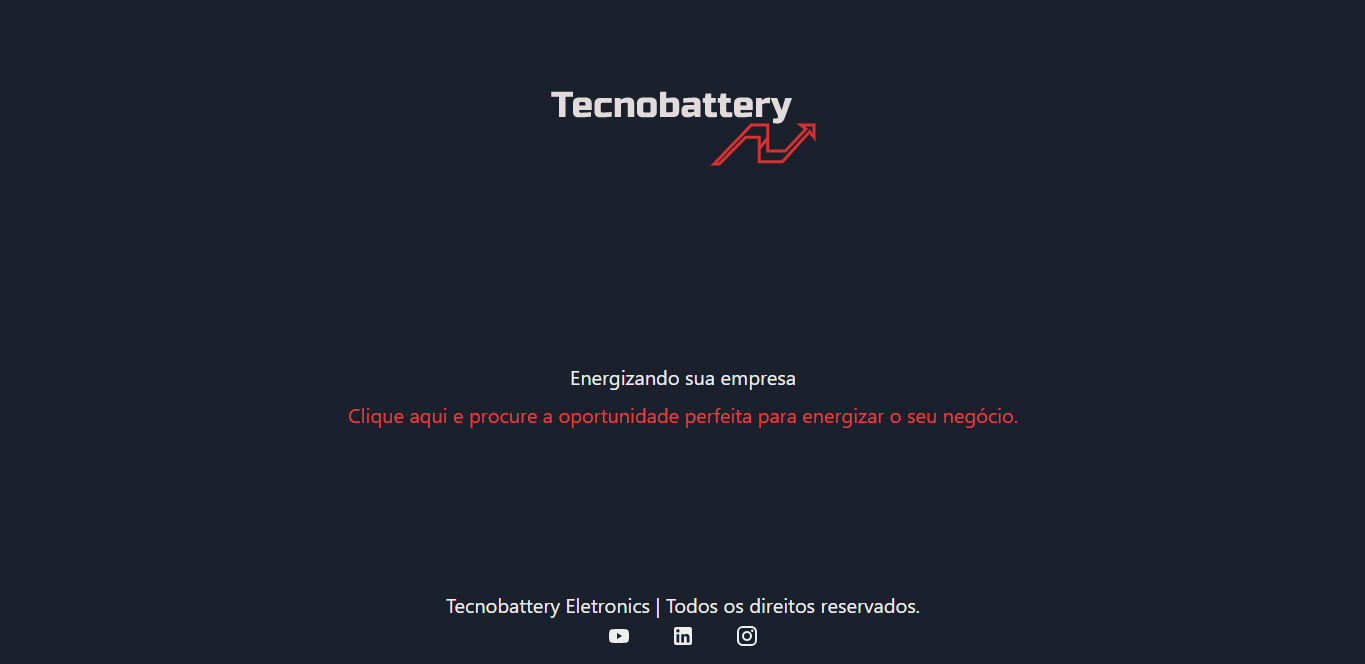 Tecnobattery
Energizando sua empresa
Clique aqui e procure a oportunidade perfeita para energizar o seu negócio.
Tecnobattery Eletronics | Todos os direitos reservados.